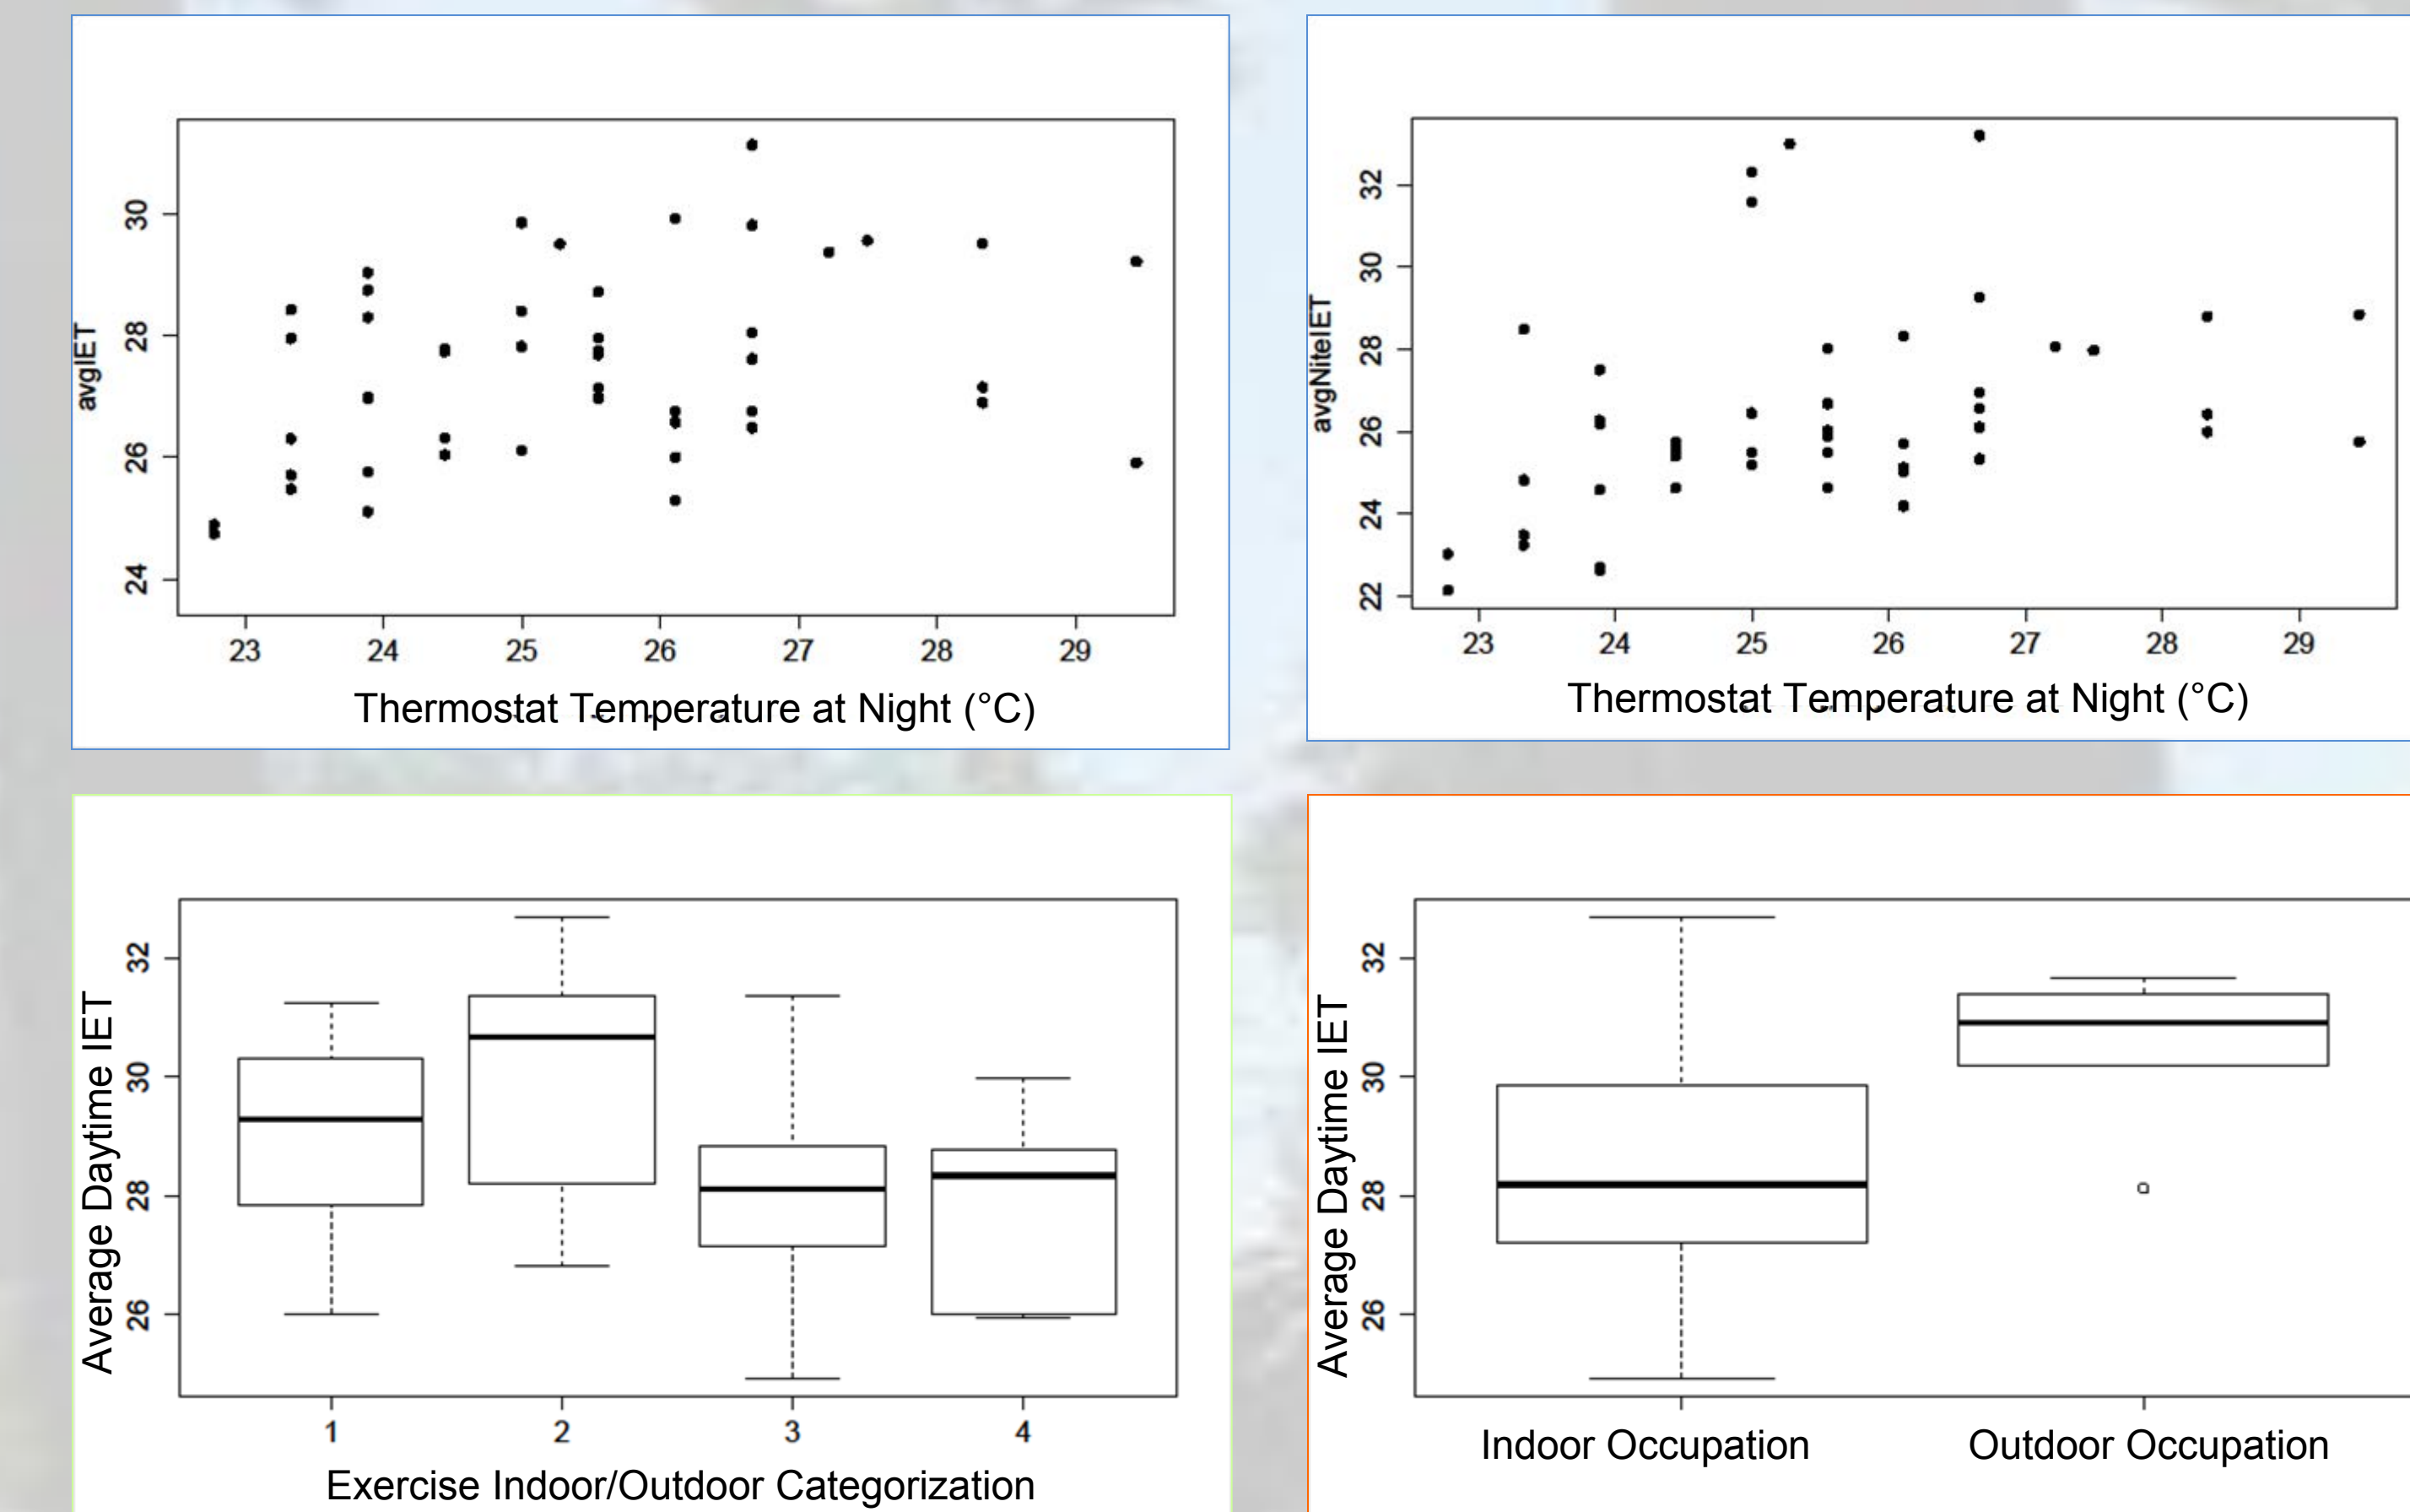 avgIET
30
28
26
24
23 24 25 26 27 28 29
Thermostat Temperature at Night (°C)
avgNiteIET
32
30
28
26
24
22
23 24 25 26 27 28 29
Thermostat Temperature at Night (°C)
Average Daytime IET
32
30
28
26
1 2 3 4
Exercise Indoor/Outdoor Categorization
Average Daytime IET
32
30
28
26
Indoor Occupation Outdoor Occupation